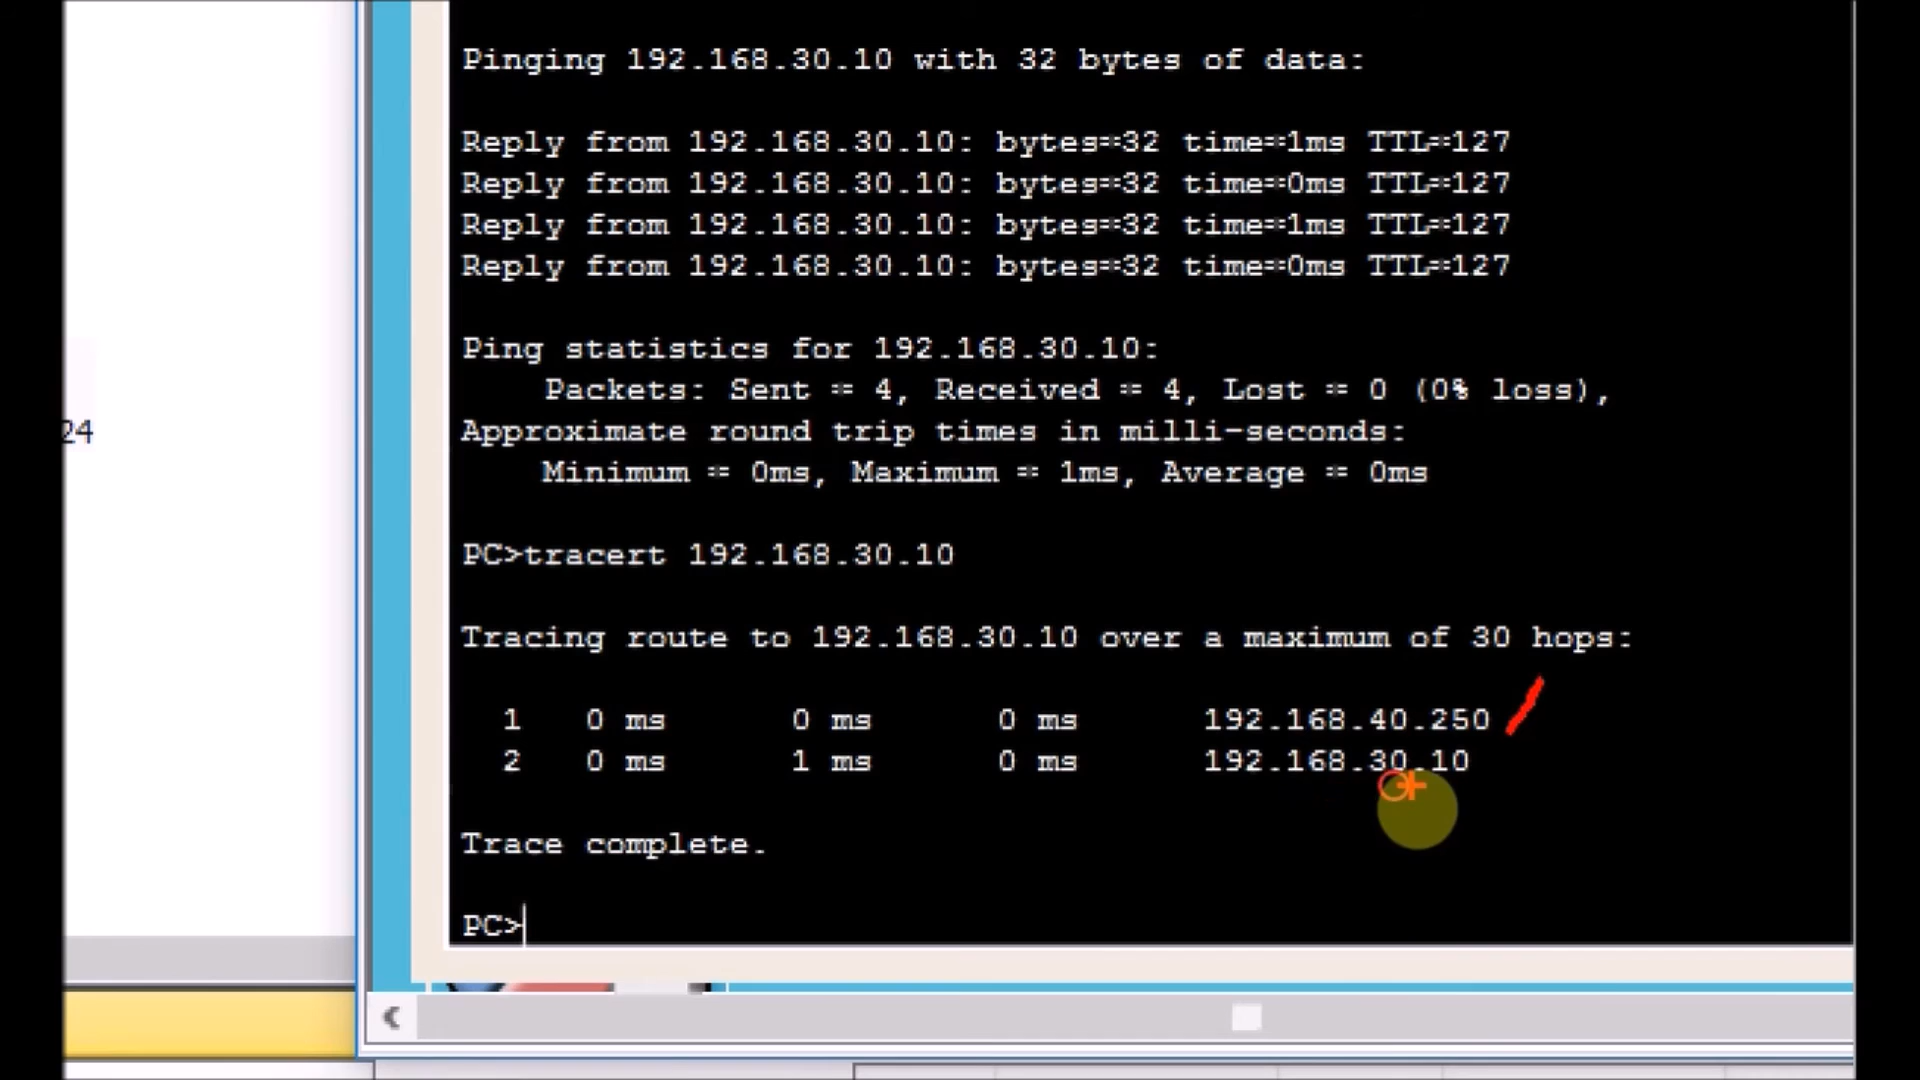 Pinging 192.168.30.10 with 32 bytes of data:
Reply from 192.168.30.10: bytes=32 time=1ms TTL=127
Reply from 192.168.30.10: bytes=32 time=0ms TTL=127
Reply from 192.168.30.10: bytes=32 time=1ms TTL=127
Reply from 192.168.30.10: bytes=32 time=0ms TTL=127
Ping statistics for 192.168.30.10:
Packets: Sent = 4, Received = 4, Lost = 0 (0% loss),
24
Approximate round trip times in milli-seconds:
Minimum = 0ms, Maximum = 1ms, Average = 0ms
PC>tracert 192.168.30.10
Tracing route to 192.168.30.10 over a maximum of 30 hops:
1 0 ms 0 ms 0 ms 192.168.40.250
2 0 ms 1 ms 0 ms 192.168.30.10
Trace complete.
PC>